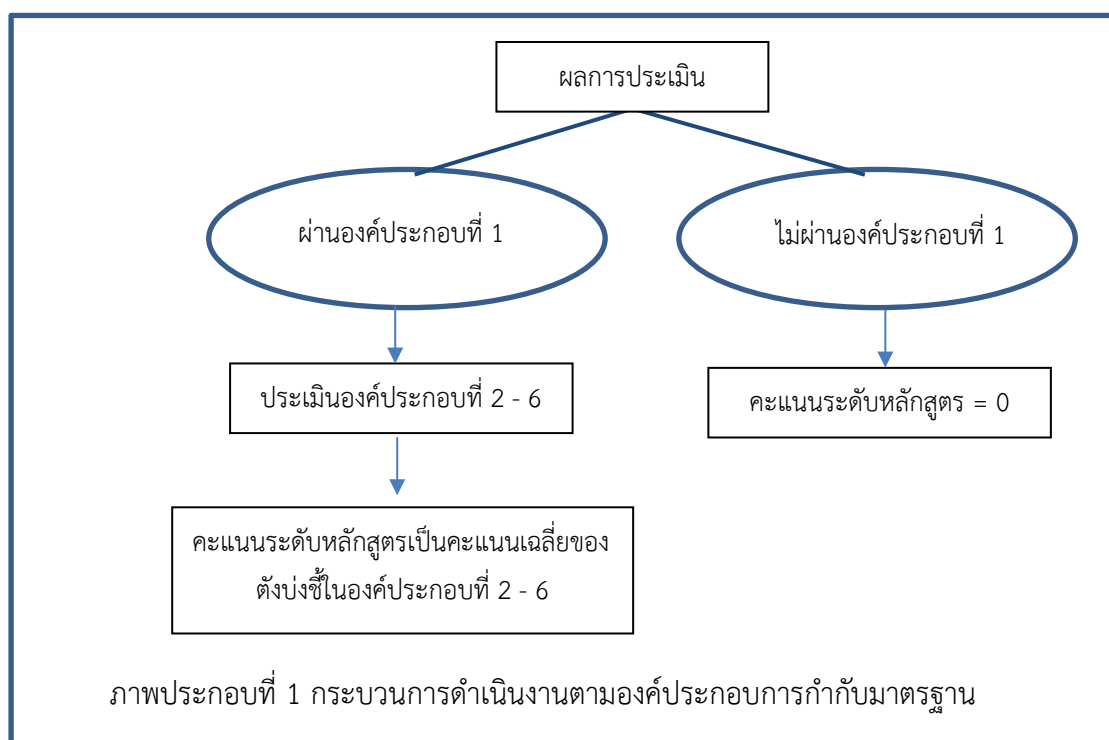 ผลการประเมิน
ผ่านองค์ประกอบที่ 1
ไม่ผ่านองค์ประกอบที่ 1
ประเมินองค์ประกอบที่ 2 - 6
คะแนนระดับหลักสูตร = 0
คะแนนระดับหลักสูตรเป็นคะแนนเฉลี่ยของ
ตังบ่งชี้ในองค์ประกอบที่ 2 - 6
ภาพประกอบที่ 1 กระบวนการดำเนินงานตามองค์ประกอบการกำกับมาตรฐาน